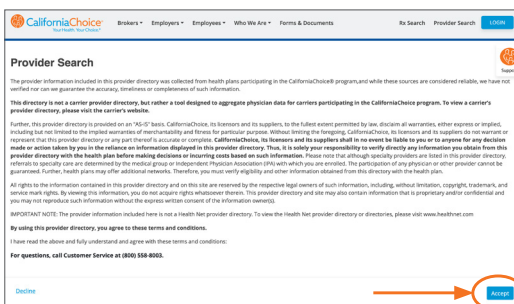 CaliforniaChoice®
Your Health. Your Choice.®
Brokers Employers Employees Who We Are Forms & Documents Rx Search Provider Search LOGIN
Support
Provider Search
The provider information included in this provider directory was collected from health plans participating in the CaliforniaChoice® program,and while these sources are considered reliable, we have not
verified nor can we guarantee the accuracy, timeliness or completeness of such information.
This directory is not a carrier provider directory, but rather a tool designed to aggregate physician data for carriers participating in the CaliforniaChoice program. To view a carrier's
provider directory, please visit the carrier's website.
Further, this provider directory is provided on an "AS-IS" basis. CaliforniaChoice, its licensors and its suppliers, to the fullest extent permitted by law, disclaim all warranties, either express or implied,
including but not limited to the implied warranties of merchantability and fitness for particular purpose. Without limiting the foregoing, CaliforniaChoice, its licensors and its suppliers do not warrant or
represent that this provider directory or any part thereof is accurate or complete. CaliforniaChoice, its licensors and its suppliers shall in no event be liable to you or to anyone for any decision
made or action taken by you in the reliance on information displayed in this provider directory. Thus, it is solely your responsibility to verify directly any information you obtain from this
provider directory with the health plan before making decisions or incurring costs based on such information. Please note that although specialty providers are listed in this provider directory,
referrals to specialty care are determined by the medical group(s) or Independent Physician Association (IPA) with which you are enrolled. The participation of any physician or other provider cannot be
guaranteed. Further, health plans may offer additional networks. Therefore, you must verify eligibility and other information obtained from this directory with the health plan.
All rights to the information contained in this provider directory and on this site are reserved by the respective legal owners of such information, including, without limitation, copyright, trademark, and
service mark rights. By viewing this information, you do not acquire rights whatsoever therein. This provider directory and site may also contain information that is proprietary and/or confidential and
you may not reproduce such information without the express written consent of the information owner(s).
IMPORTANT NOTE: The provider information included here is not a Health Net provider directory. To view the Health Net provider directory or directories, please visit www.healthnet.com
By using this provider directory, you agree to these terms and conditions.
I have read the above and fully understand and agree with these terms and conditions:
For questions, call Customer Service at (800) 558-8003.
Decline Accept